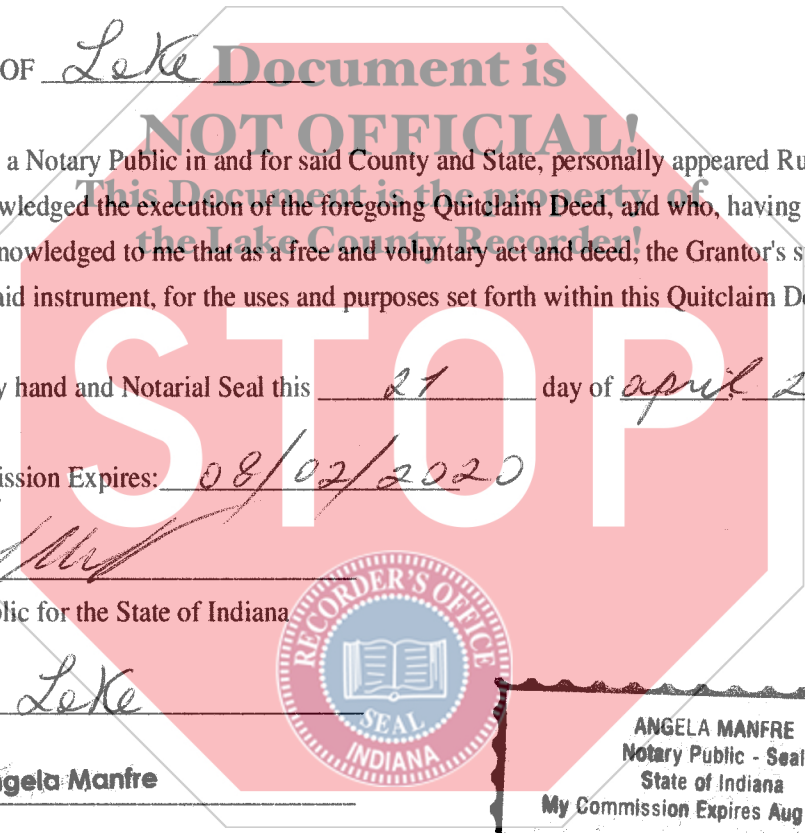 OF Lake
Document is
NOT OFFICIAL!
a Notary Public in and for said County and State, personally appeared Ru
This Document is the property of
wledged the execution of the foregoing Quitclaim Deed, and who, having
the Lake County Recorder!
nowledged to me that as a free and voluntary act and deed, the Grantor's s
aid instrument, for the uses and purposes set forth within this Quitclaim De
STOP
y hand and Notarial Seal this 21 day of april, 2
ission Expires: 08/02/2020
lic for the State of Indiana
RECORDER'S OFFICE
SEAL
INDIANA
Lake
ngela Manfre
ANGELA MANFRE
Notary Public - Seal
State of Indiana
My Commission Expires Aug